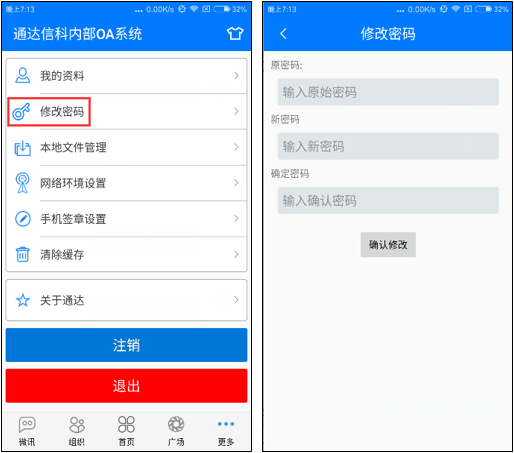 晚上7:13
... 0.00K/s
32%
通达信科内部OA系统
我的资料
修改密码
本地文件管理
网络环境设置
手机签章设置
清除缓存
关于通达
注销
退出
微讯
组织
首页
广场
更多
晚上7:13
... 0.00K/s
32%
修改密码
原密码:
输入原始密码
新密码
输入新密码
确定密码
输入确认密码
确认修改